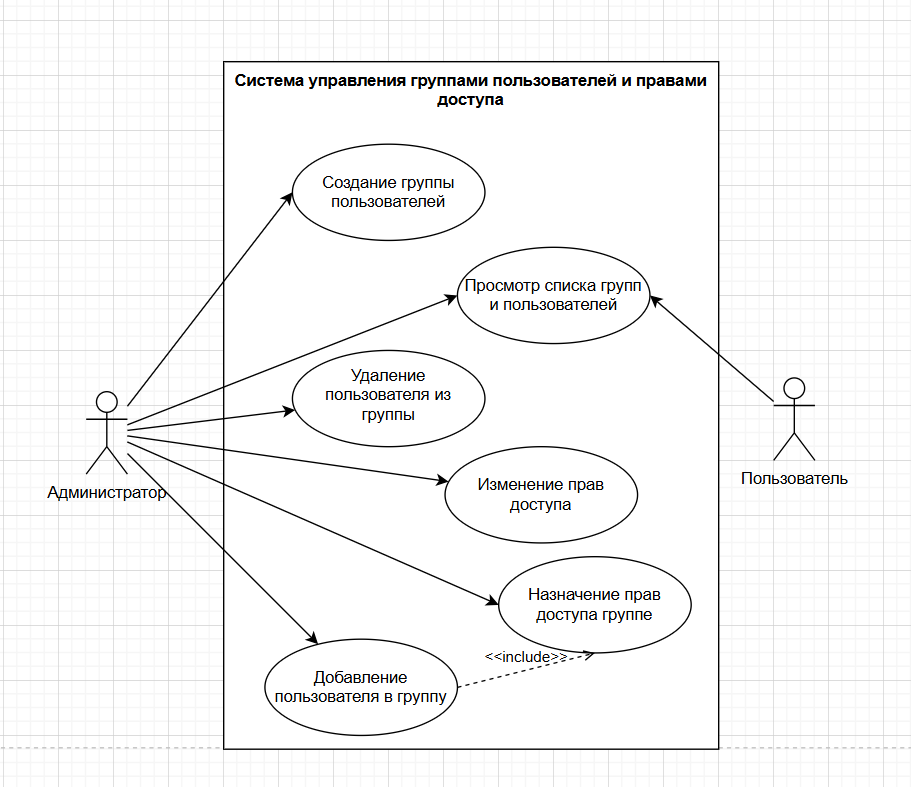 Система управления группами пользователей и правами
доступа
Создание группы
пользователей
Просмотр списка групп
и пользователей
Удаление
пользователя из
группы
Администратор
Пользователь
Изменение прав
доступа
Назначение прав
доступа группе
<<include>>
Добавление
пользователя в группу